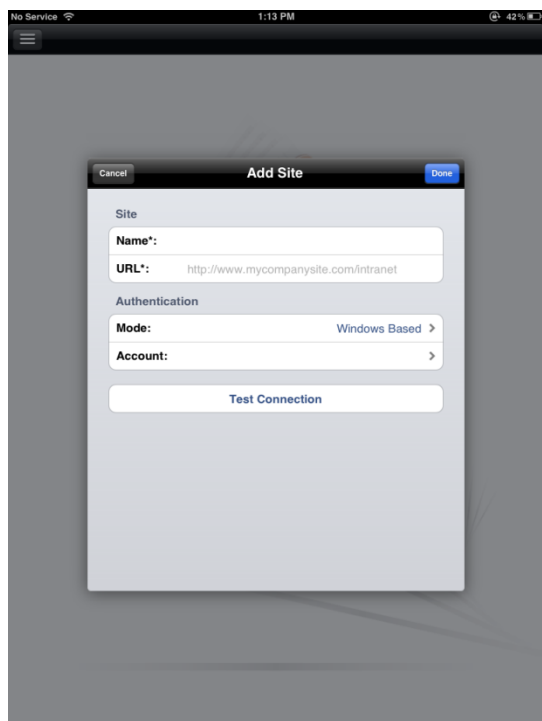 No Service 1:13 PM 42%
Cancel Add Site Done
Site
Name*:
URL*: http://www.mycompanysite.com/intranet
Authentication
Mode: Windows Based
Account:
Test Connection